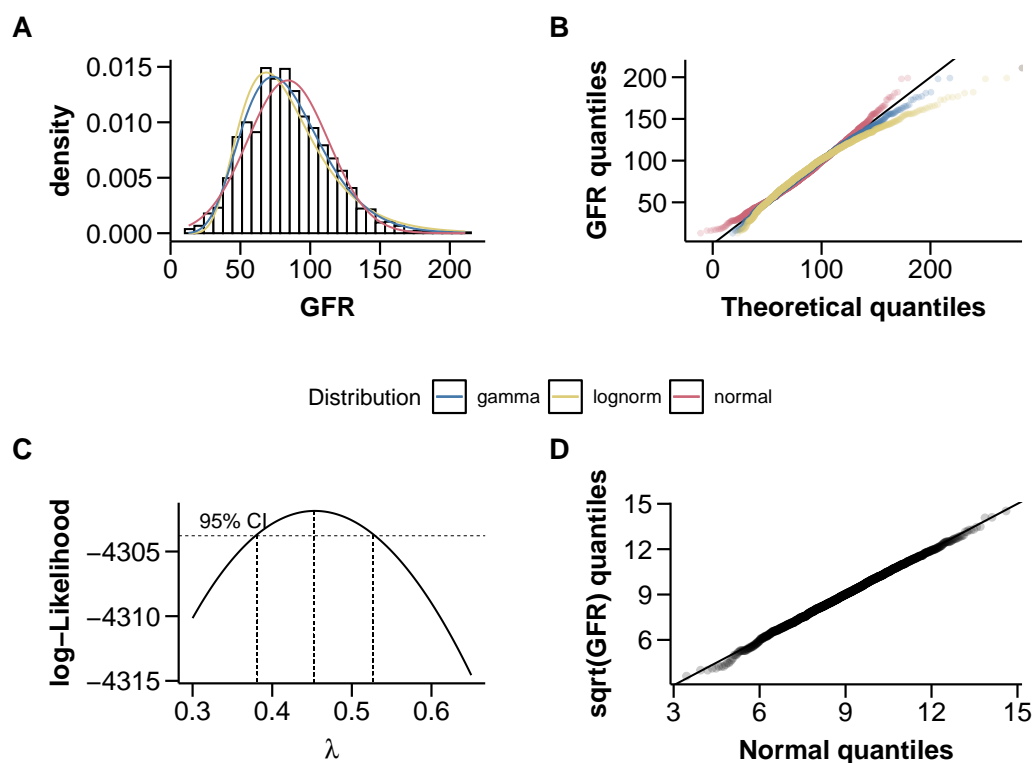 A
0.015
0.010
0.005
0.000
density
0 50 100 150 200
GFR
B
200
150
100
50
GFR quantiles
0 100 200
Theoretical quantiles
Distribution gamma lognorm normal
C
95% CI
−4305
−4310
−4315
log−Likelihood
0.3 0.4 0.5 0.6
λ
D
15
12
9
6
sqrt(GFR) quantiles
3 6 9 12 15
Normal quantiles